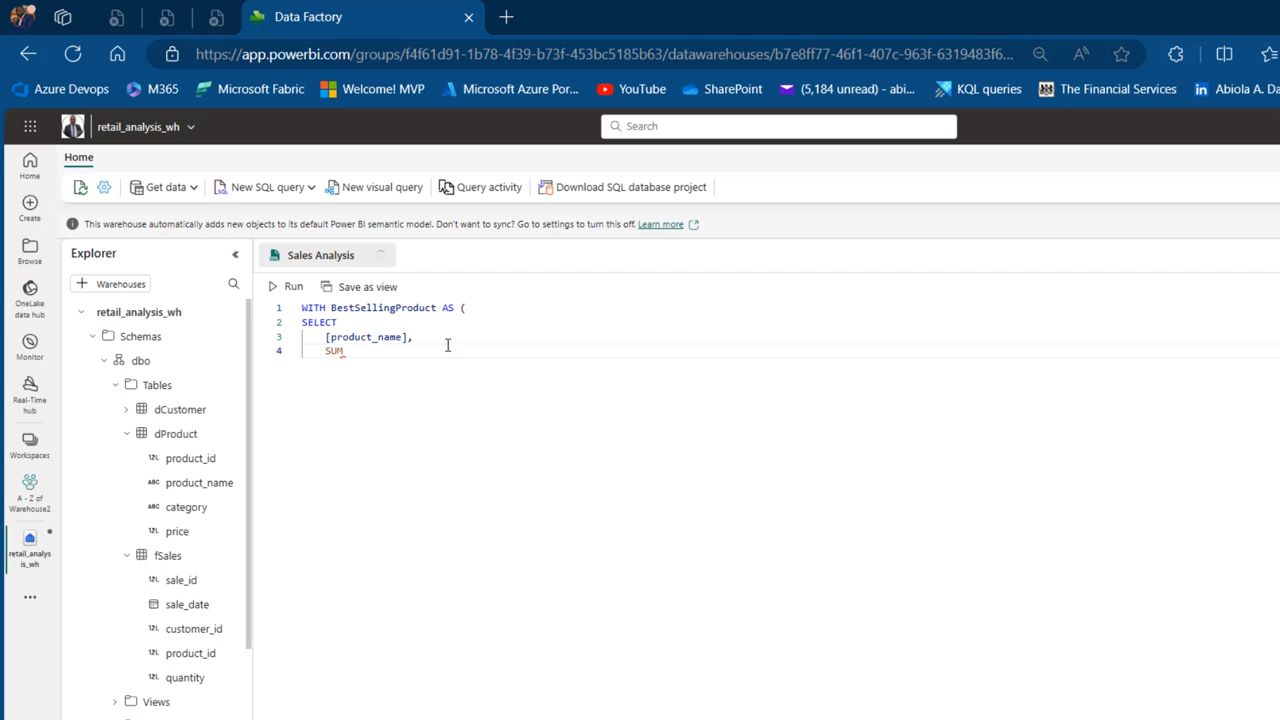 Data Factory
https://app.powerbi.com/groups/f4f61d91-1b78-4f39-b73f-453bc5185b63/datawarehouses/b7e8ff77-46f1-407c-963f-6319483f6...
Azure Devops M365 Microsoft Fabric Welcome! MVP Microsoft Azure Por... YouTube SharePoint (5,184 unread) - abi... KQL queries The Financial Services Abiola A. Da
retail_analysis_wh Search
Home
Get data New SQL query New visual query Query activity Download SQL database project
This warehouse automatically adds new objects to its default Power BI semantic model. Don't want to sync? Go to settings to turn this off. Learn more
Home
Create
Browse
OneLake
data hub
Monitor
Real-Time
hub
Workspaces
A - Z of
Warehouse2
retail_analys
is_wh
Explorer
Warehouses
retail_analysis_wh
Schemas
dbo
Tables
dCustomer
dProduct
product_id
product_name
category
price
fSales
sale_id
sale_date
customer_id
product_id
quantity
Views
Sales Analysis
Run Save as view
1 WITH BestSellingProduct AS (
2 SELECT
3 [product_name],
4 SUM